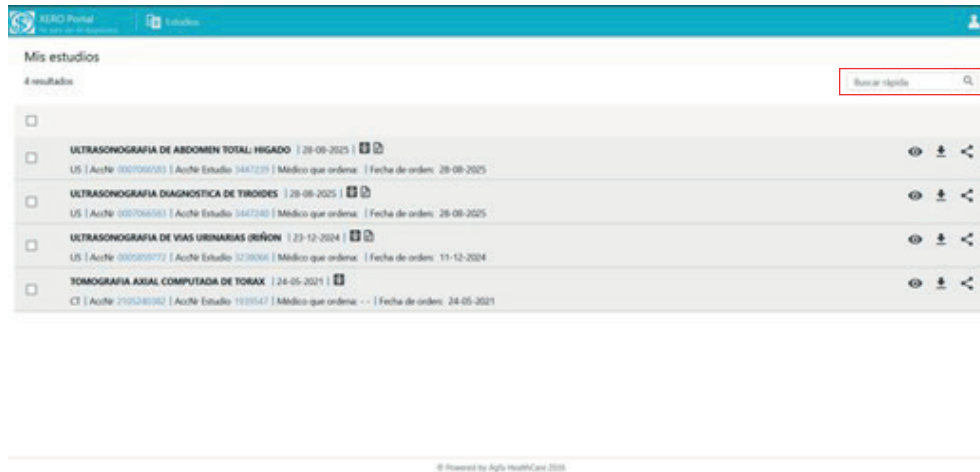 XERO Portal
Estudios
Mis estudios
4 resultados
Buscar rápida
ULTRASONOGRAFIA DE ABDOMEN TOTAL: HIGADO | 28-08-2025 |
US | AccNr 0007066583 | AccNr Estudio 3447239 | Médico que ordena: | Fecha de orden: 28-08-2025
ULTRASONOGRAFIA DIAGNOSTICA DE TIROIDES | 28-08-2025 |
US | AccNr 0007066583 | AccNr Estudio 3447240 | Médico que ordena: | Fecha de orden: 28-08-2025
ULTRASONOGRAFIA DE VIAS URINARIAS (RIÑON | 23-12-2024 |
US | AccNr 0005859772 | AccNr Estudio 3238066 | Médico que ordena: | Fecha de orden: 11-12-2024
TOMOGRAFIA AXIAL COMPUTADA DE TORAX | 24-05-2021 |
CT | AccNr 2105240382 | AccNr Estudio 1939547 | Médico que ordena: - - | Fecha de orden: 24-05-2021
© Powered by Agfa HealthCare 2026